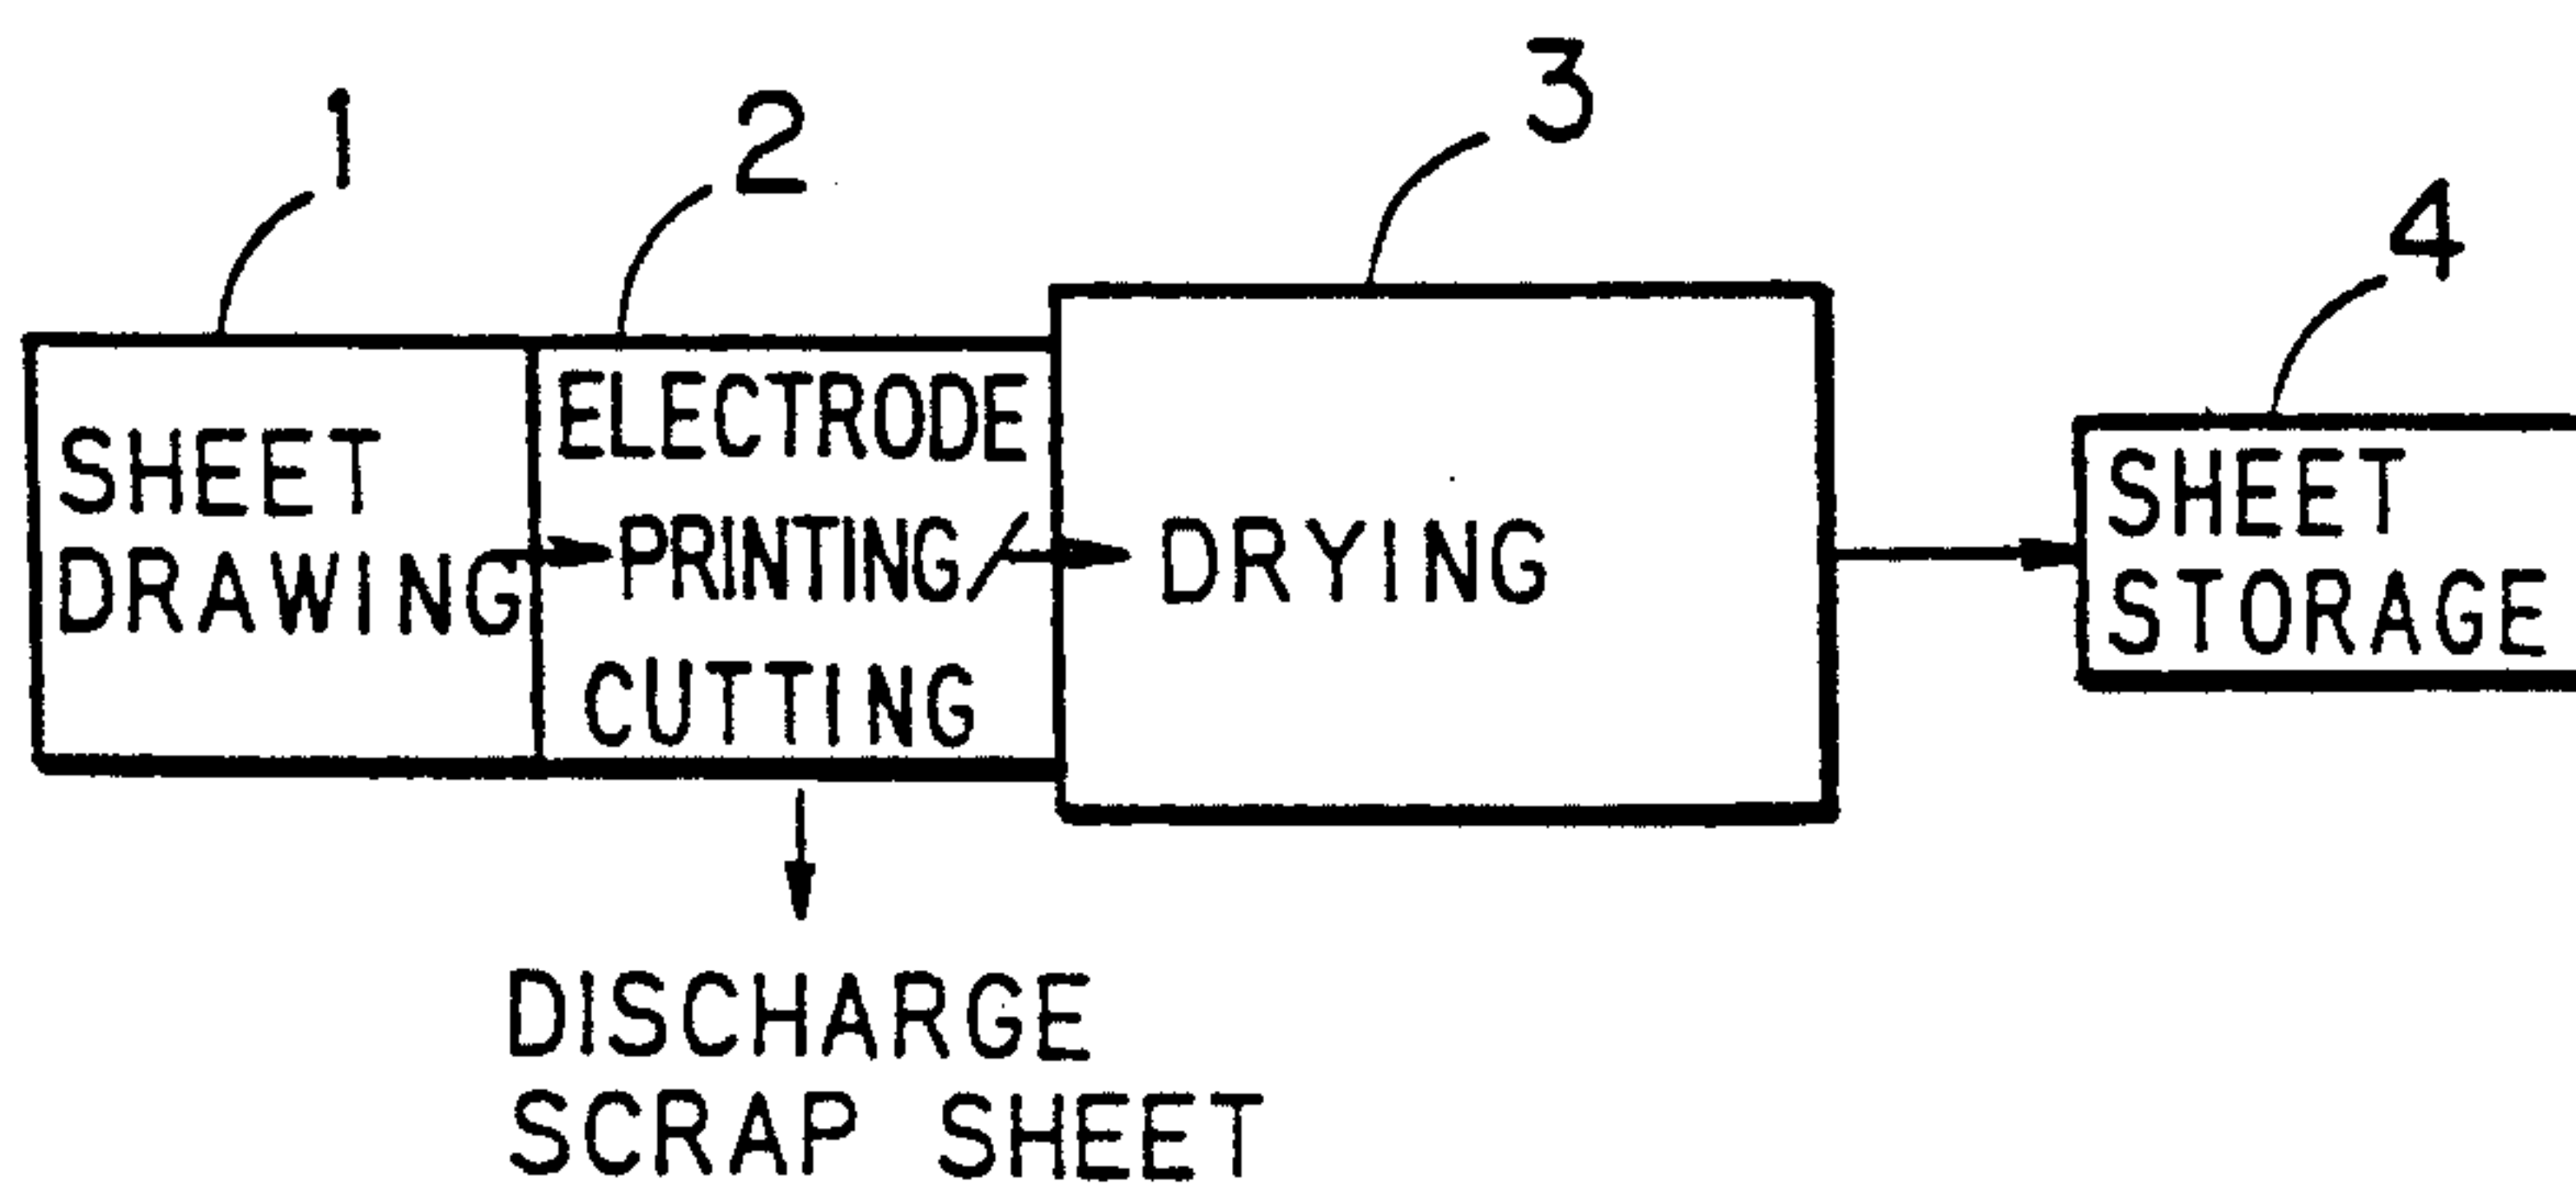 1
2
3
4
SHEET
DRAWING
ELECTRODE
PRINTING/
CUTTING
DRYING
SHEET
STORAGE
DISCHARGE
SCRAP SHEET